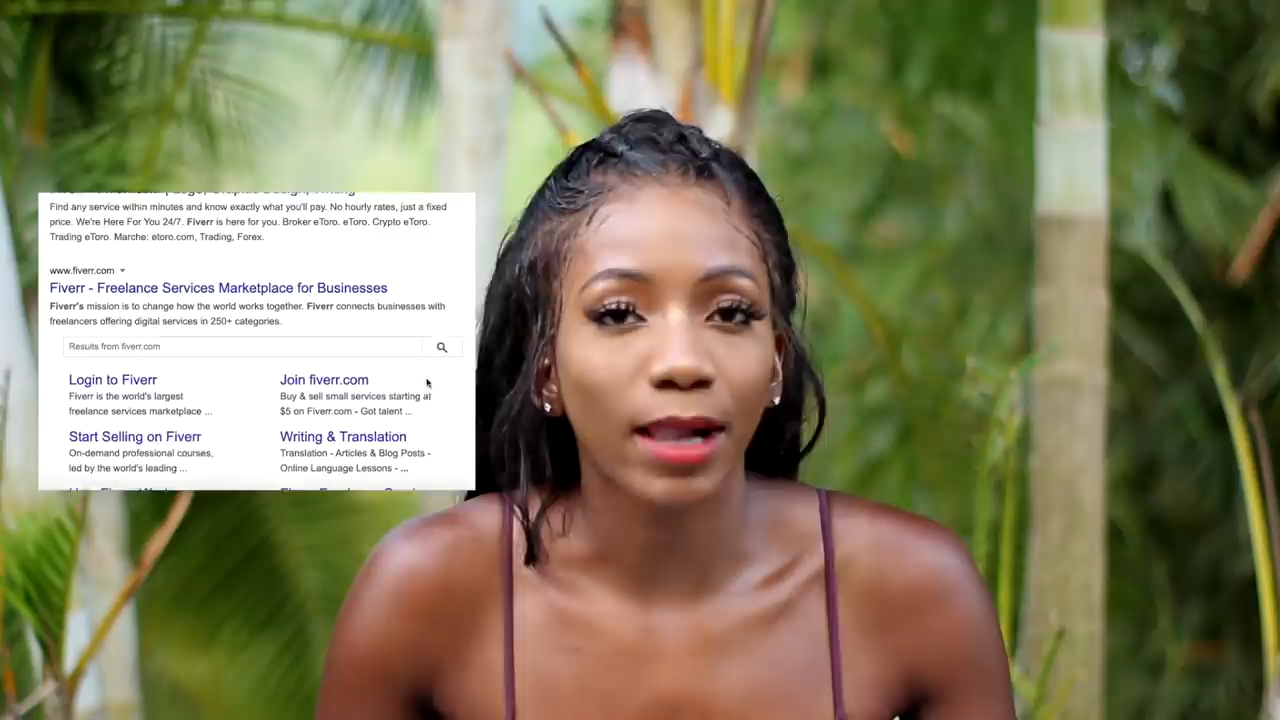 Find any service within minutes and know exactly what you'll pay. No hourly rates, just a fixed
price. We're Here For You 24/7. Fiverr is here for you. Broker eToro. eToro. Crypto eToro.
Trading eToro. Marche: etoro.com, Trading, Forex.
www.fiverr.com
Fiverr - Freelance Services Marketplace for Businesses
Fiverr's mission is to change how the world works together. Fiverr connects businesses with
freelancers offering digital services in 250+ categories.
Results from fiverr.com
Login to Fiverr
Fiverr is the world's largest
freelance services marketplace ...
Join fiverr.com
Buy & sell small services starting at
$5 on Fiverr.com - Got talent ...
Start Selling on Fiverr
On-demand professional courses,
led by the world's leading ...
Writing & Translation
Translation - Articles & Blog Posts -
Online Language Lessons - ...